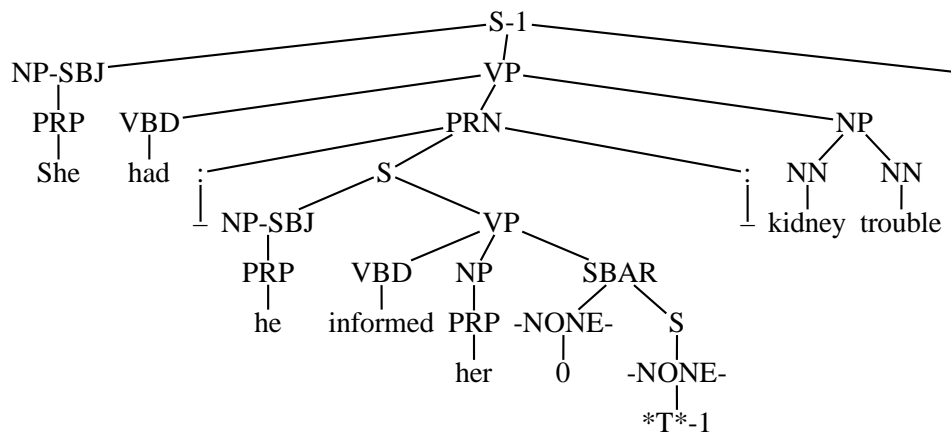 S-1
NP-SBJ VP
PRP VBD PRN NP
She had : S : NN NN
– NP-SBJ VP – kidney trouble
PRP VBD NP SBAR
he informed PRP -NONE- S
her 0 -NONE-
*T*-1